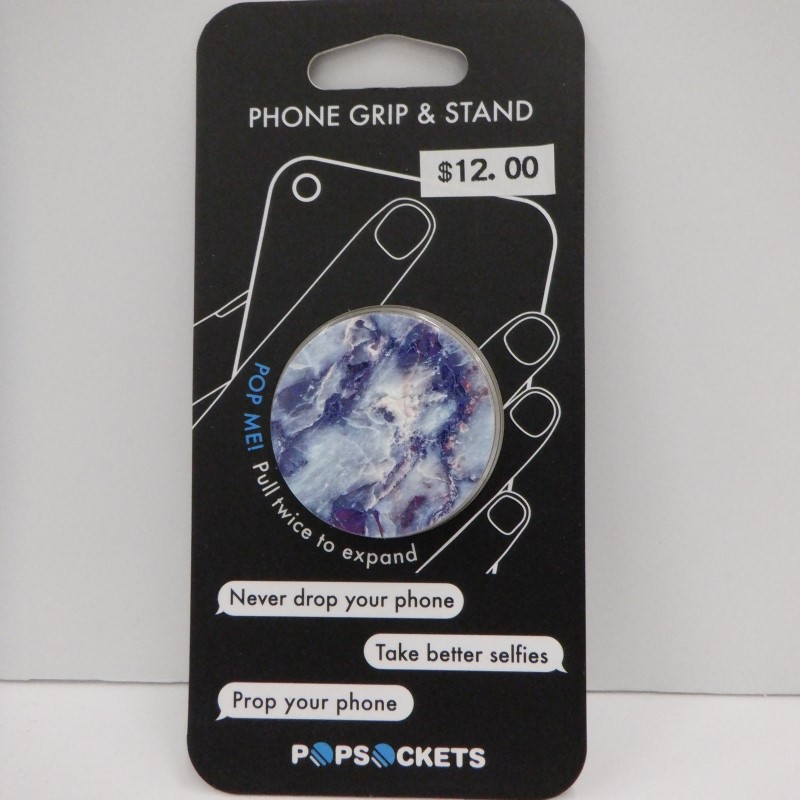 PHONE GRIP & STAND
$12.00
POP ME! Pull twice to expand
Never drop your phone
Take better selfies
Prop your phone
POPSOCKETS